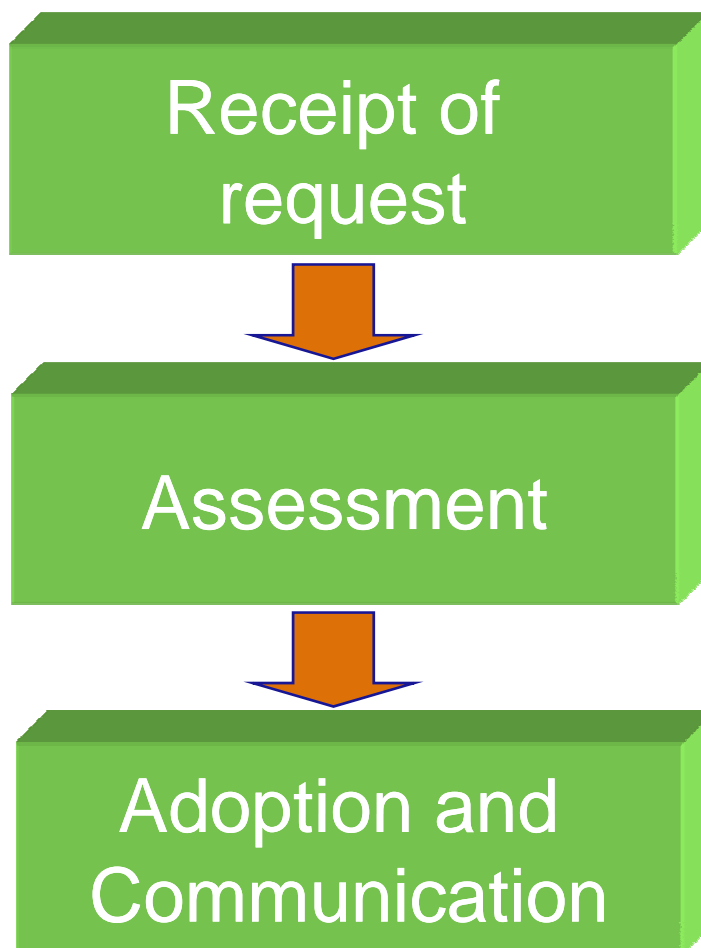 Receipt of
request
Assessment
Adoption and
Communication